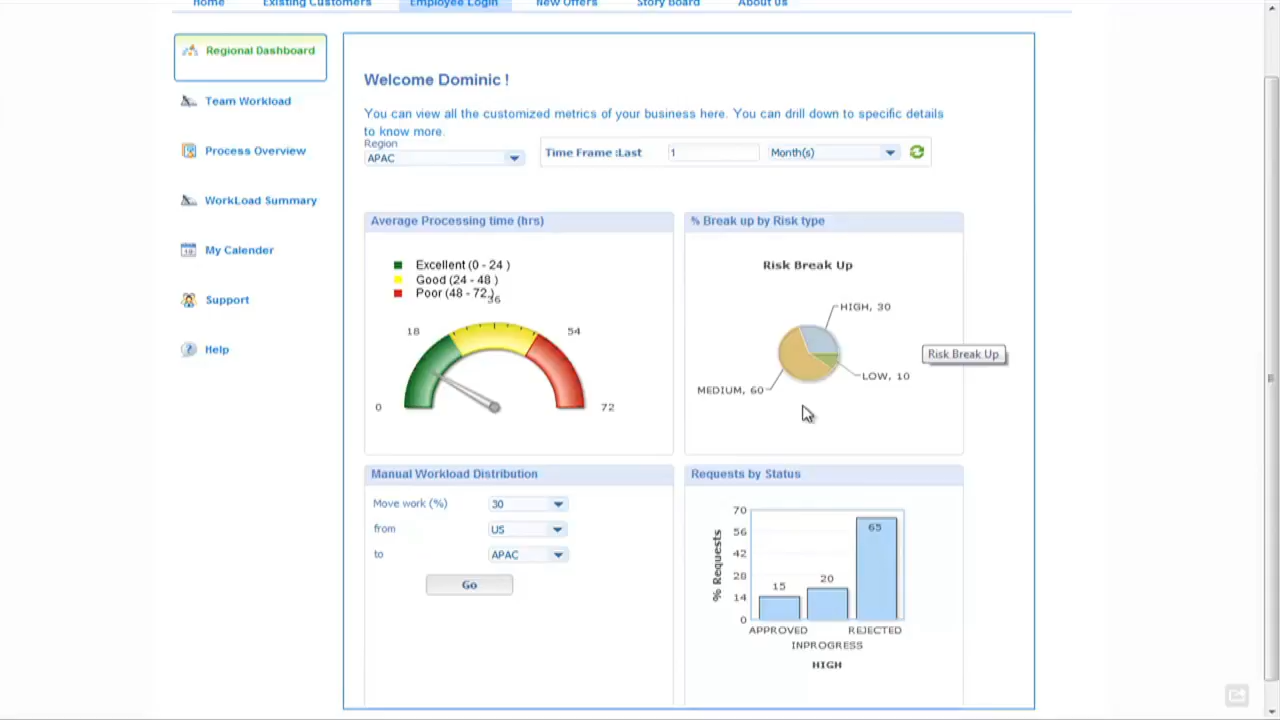 Home Existing Customers Employee Login New Offers Story Board About Us
Regional Dashboard
Team Workload
Process Overview
WorkLoad Summary
My Calender
Support
Help
Welcome Dominic !
You can view all the customized metrics of your business here. You can drill down to specific details
to know more.
Region
APAC
Time Frame :Last 1 Month(s)
Average Processing time (hrs)
Excellent (0 - 24 )
Good (24 - 48 )
Poor (48 - 72 )
0
18
36
54
72
% Break up by Risk type
Risk Break Up
HIGH, 30
LOW, 10
MEDIUM, 60
Risk Break Up
Manual Workload Distribution
Move work (%) 30
from US
to APAC
Go
Requests by Status
% Requests
70
56
42
28
14
0
15
20
65
APPROVED REJECTED
INPROGRESS
HIGH